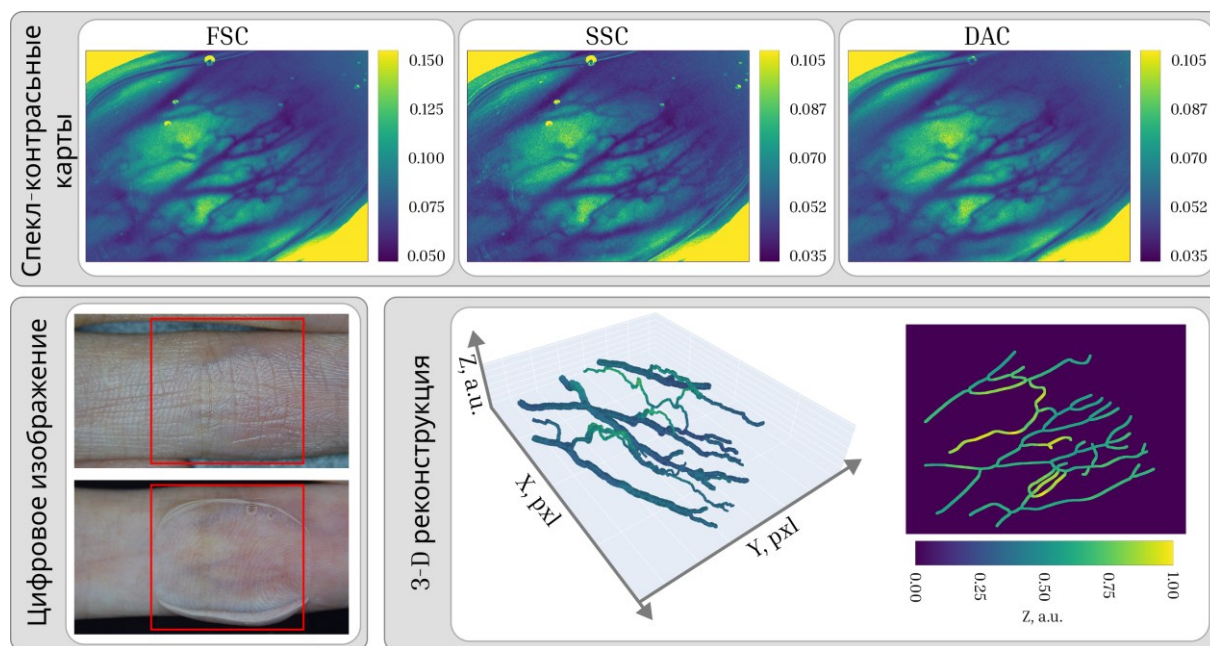 Спекл-контрасные
карты
FSC
0.150
0.125
0.100
0.075
0.050
SSC
0.105
0.087
0.070
0.052
0.035
DAC
0.105
0.087
0.070
0.052
0.035
Цифровое изображение
3-D реконструкция
Z, a.u.
X, pxl
Y, pxl
0.00
0.25
0.50
0.75
1.00
Z, a.u.